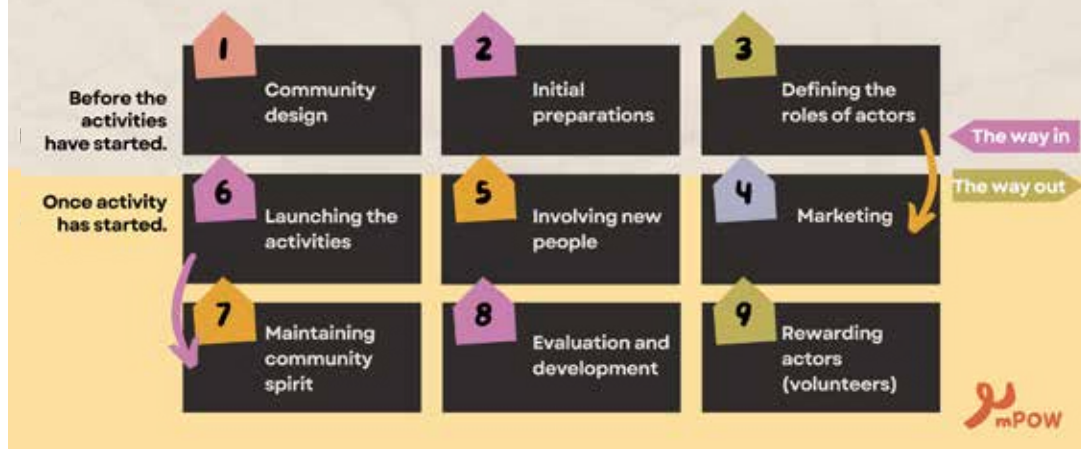 1
Community
design
2
Initial
preparations
3
Defining the
roles of actors
Before the
activities
have started.
The way in
The way out
Once activity
has started.
6
Launching the
activities
5
Involving new
people
4
Marketing
7
Maintaining
community
spirit
8
Evaluation and
development
9
Rewarding
actors
(volunteers)
mPOW